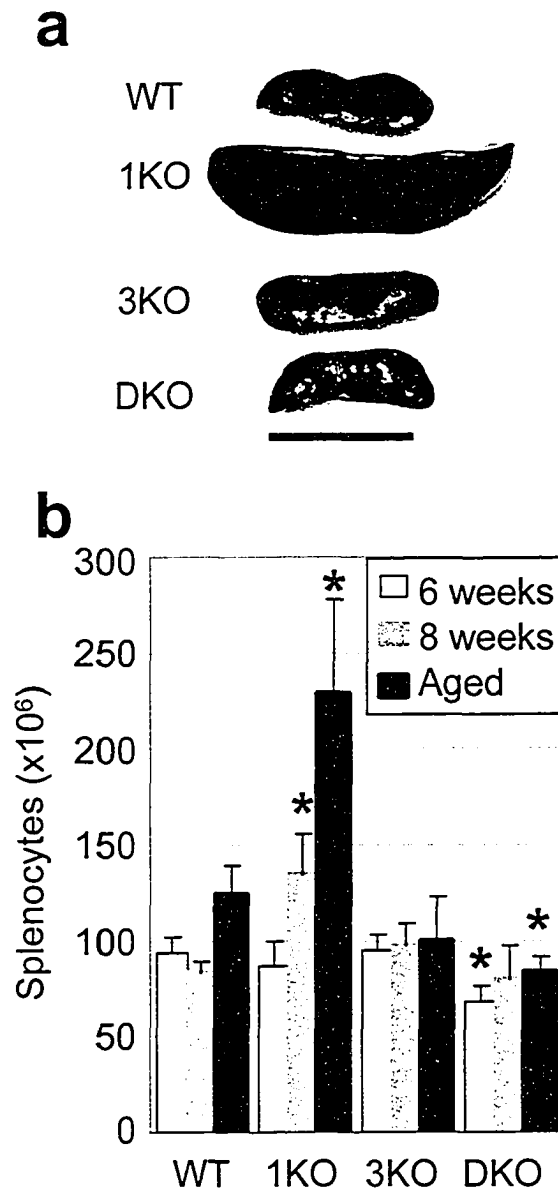 a
WT
1KO
3KO
DKO
b
300
250
200
150
100
50
0
Splenocytes (x10⁶)
6 weeks
8 weeks
Aged
*
*
*
*
WT 1KO 3KO DKO